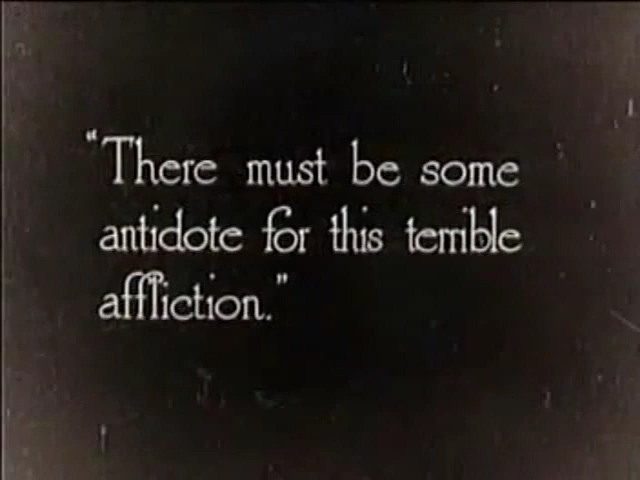 "There must be some
antidote for this terrible
affliction."